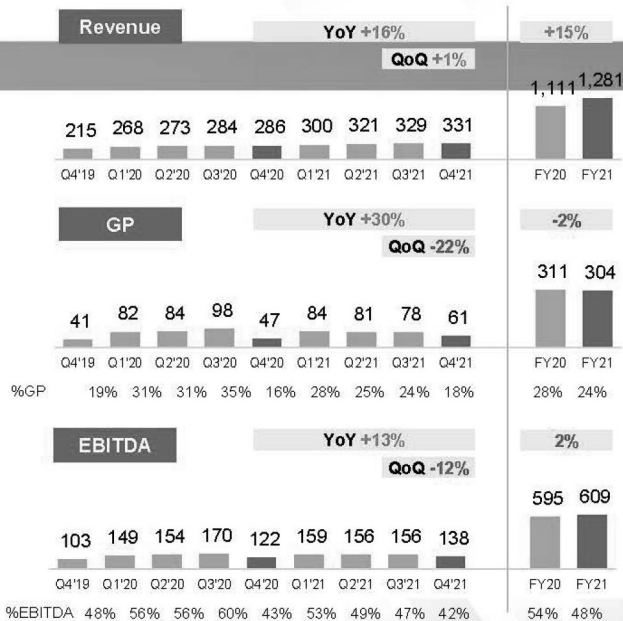 Revenue YoY +16% +15%
QoQ +1%
215 268 273 284 286 300 321 329 331 1,111 1,281
Q4'19 Q1'20 Q2'20 Q3'20 Q4'20 Q1'21 Q2'21 Q3'21 Q4'21 FY20 FY21
GP YoY +30% -2%
QoQ -22%
41 82 84 98 47 84 81 78 61 311 304
Q4'19 Q1'20 Q2'20 Q3'20 Q4'20 Q1'21 Q2'21 Q3'21 Q4'21 FY20 FY21
%GP 19% 31% 31% 35% 16% 28% 25% 24% 18% 28% 24%
EBITDA YoY +13% 2%
QoQ -12%
103 149 154 170 122 159 156 156 138 595 609
Q4'19 Q1'20 Q2'20 Q3'20 Q4'20 Q1'21 Q2'21 Q3'21 Q4'21 FY20 FY21
%EBITDA 48% 56% 56% 60% 43% 53% 49% 47% 42% 54% 48%